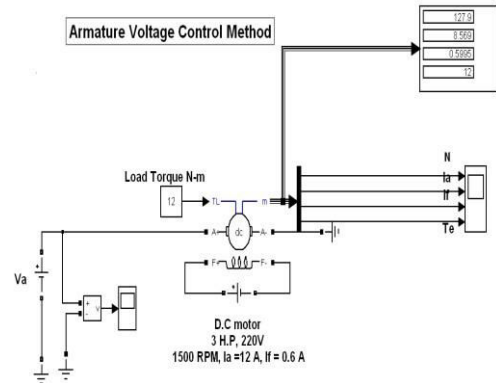 Armature Voltage Control Method
127.9
8.569
0.5995
12
N
Ia
If
Te
Load Torque N-m
12
TL
m
A+
dc
A-
F+
F-
Va
+
-
v
D.C motor
3 H.P, 220V
1500 RPM, Ia =12 A, If = 0.6 A